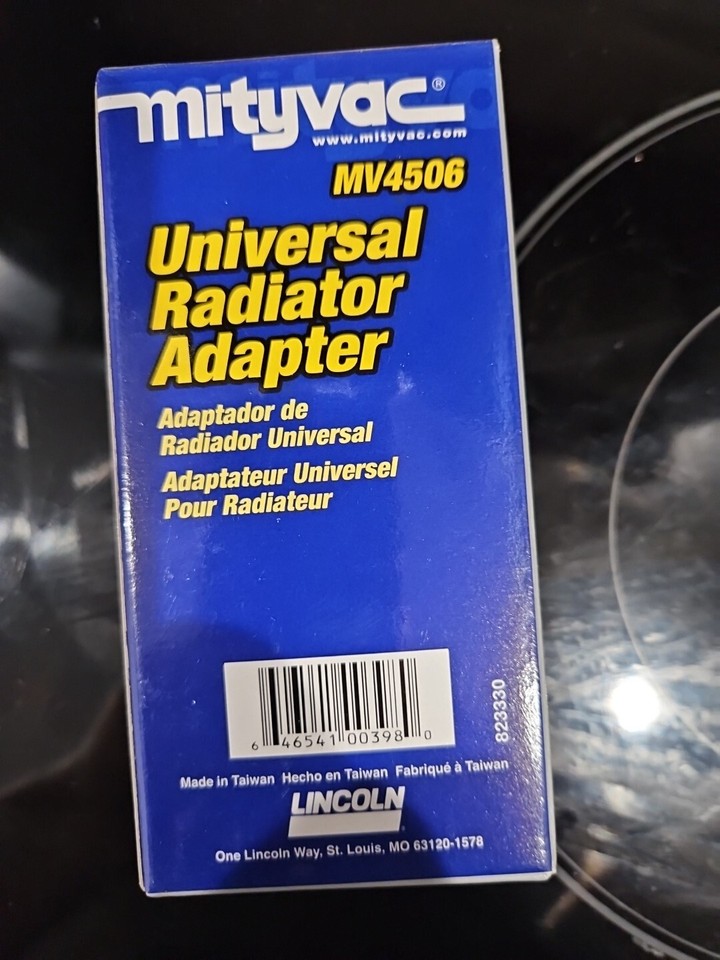 mityvac®
www.mityvac.com
MV4506
Universal
Radiator
Adapter
Adaptador de
Radiador Universal
Adaptateur Universel
Pour Radiateur
6 46541 00398 0
823330
Made in Taiwan Hecho en Taiwan Fabriqué à Taiwan
LINCOLN
One Lincoln Way, St. Louis, MO 63120-1578